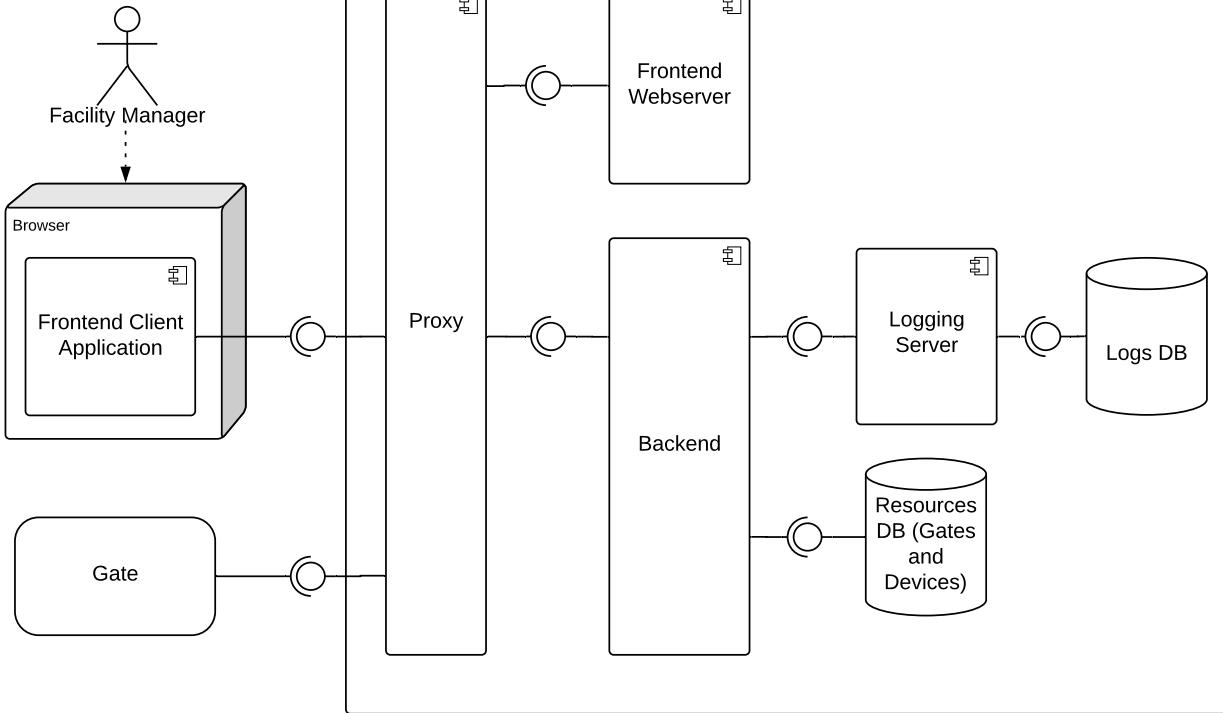 Facility Manager
Browser
Frontend Client
Application
Gate
Proxy
Frontend
Webserver
Backend
Logging
Server
Logs DB
Resources
DB (Gates
and
Devices)